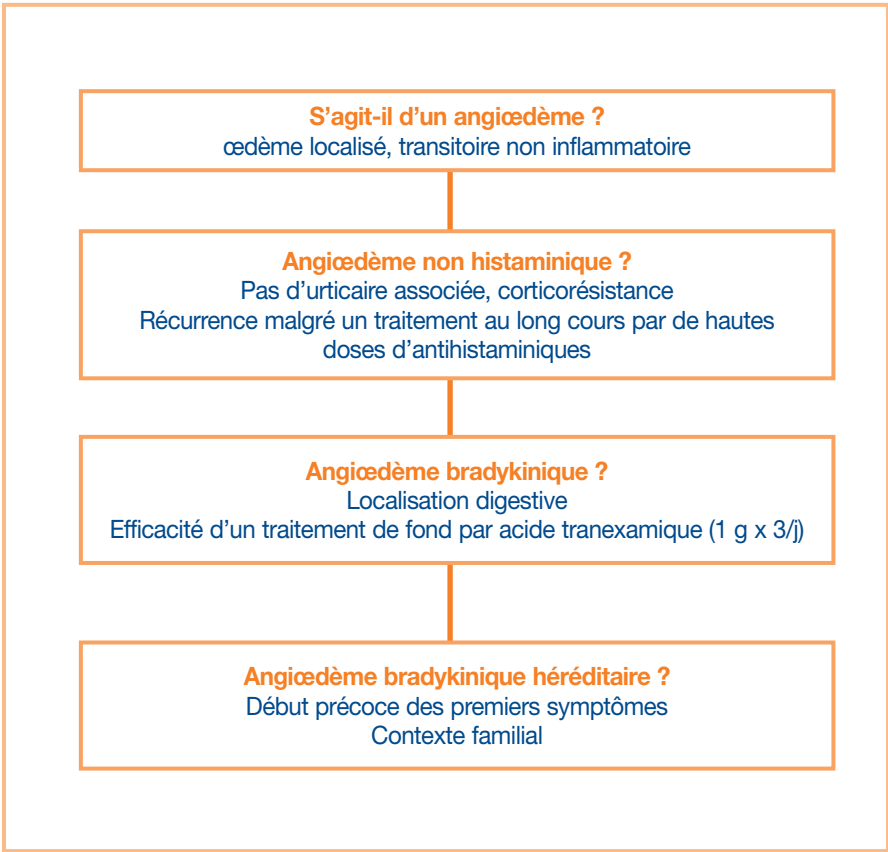 S’agit-il d’un angiœdème ?
œdème localisé, transitoire non inflammatoire
Angiœdème non histaminique ?
Pas d’urticaire associée, corticorésistance
Récurrence malgré un traitement au long cours par de hautes
doses d’antihistaminiques
Angiœdème bradykinique ?
Localisation digestive
Efficacité d’un traitement de fond par acide tranexamique (1 g x 3/j)
Angiœdème bradykinique héréditaire ?
Début précoce des premiers symptômes
Contexte familial